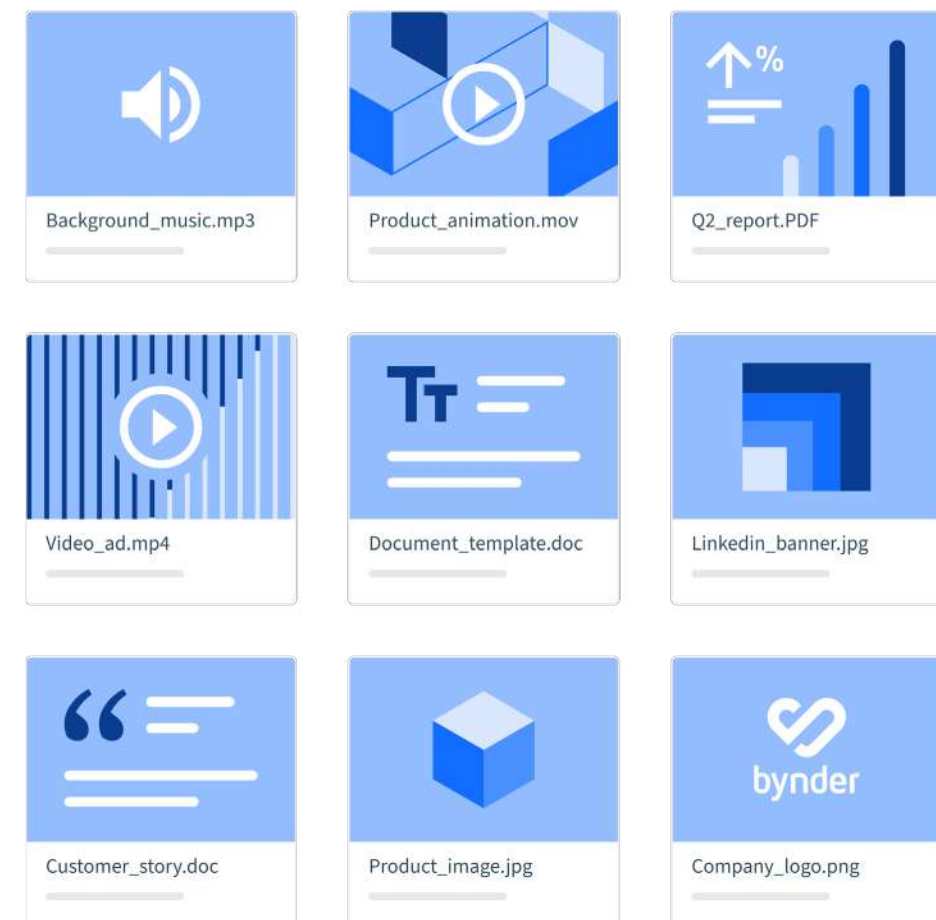 %
Background_music.mp3
Product_animation.mov
Q2_report.PDF
TT
Video_ad.mp4
Document_template.doc
Linkedin_banner.jpg
“
bynder
Customer_story.doc
Product_image.jpg
Company_logo.png